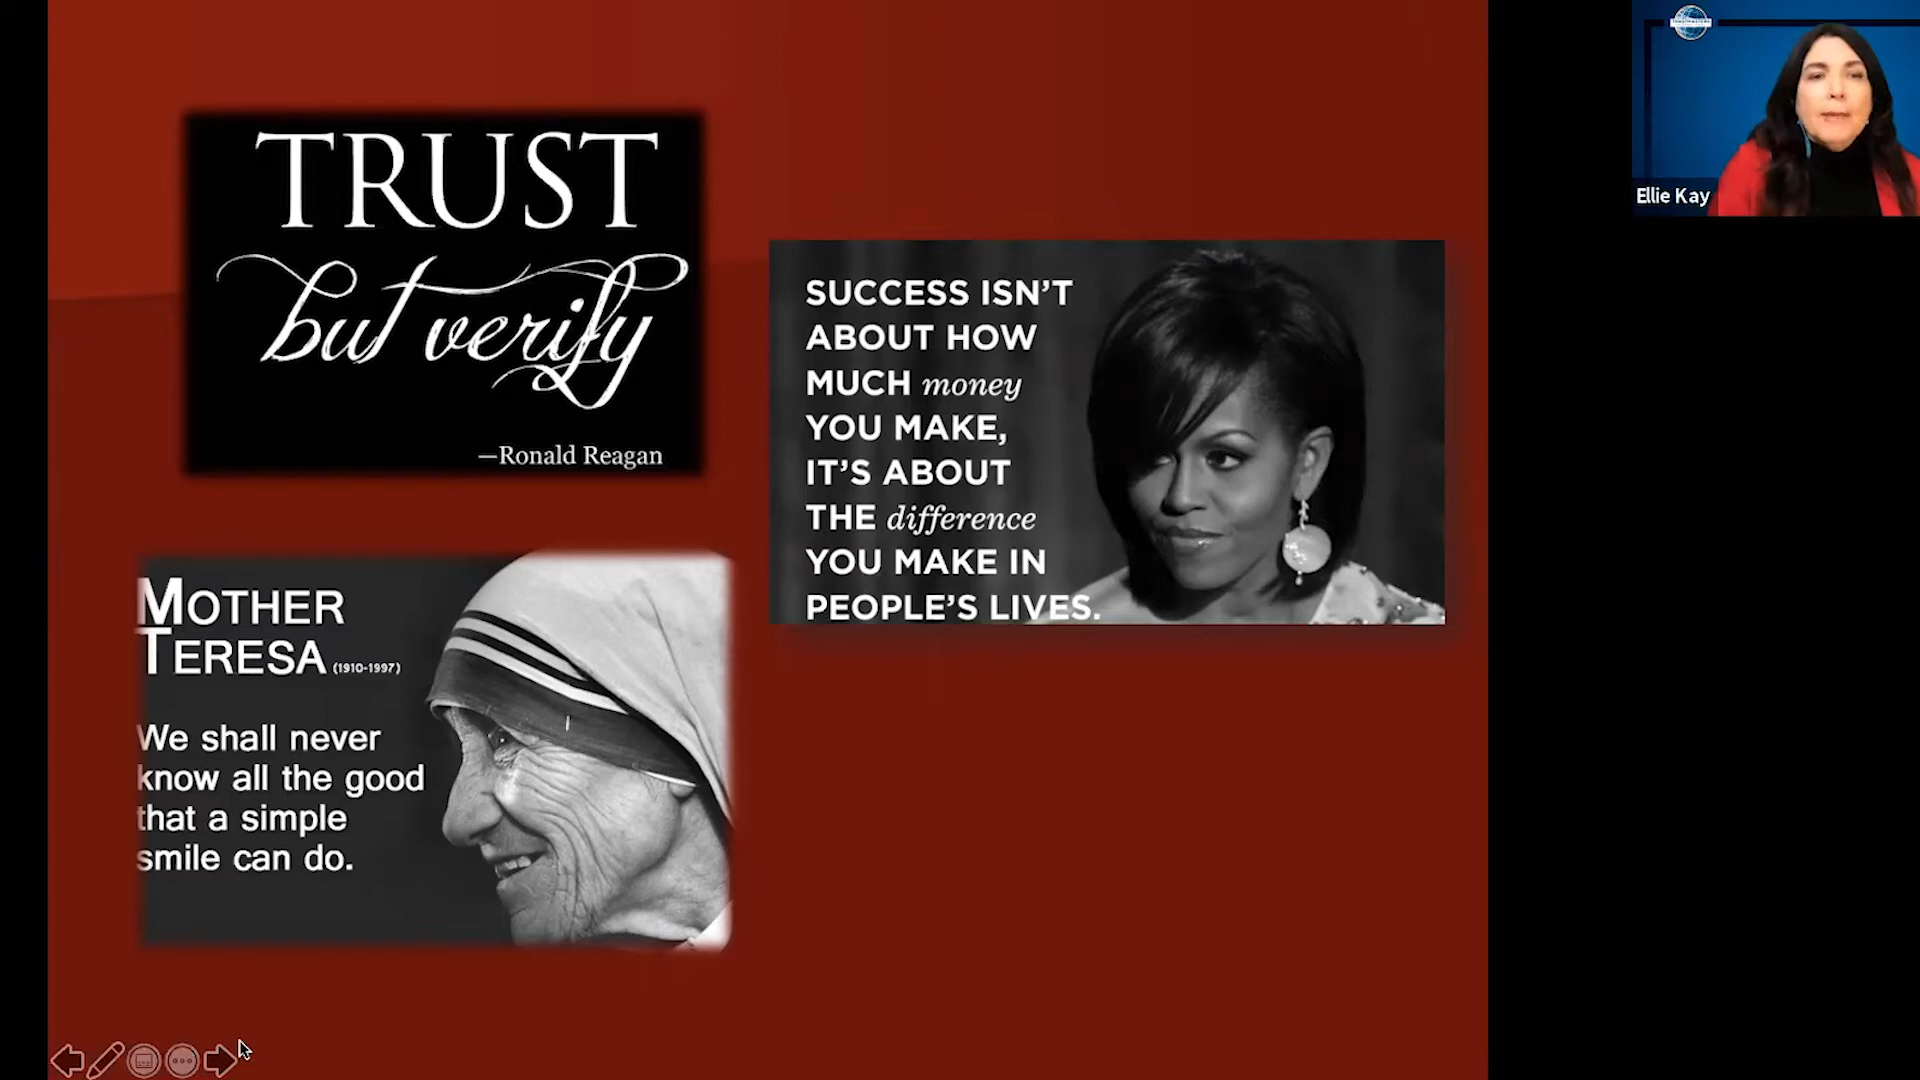 TRUST
but verify
—Ronald Reagan
SUCCESS ISN'T
ABOUT HOW
MUCH money
YOU MAKE,
IT'S ABOUT
THE difference
YOU MAKE IN
PEOPLE'S LIVES.
MOTHER
TERESA (1910-1997)
We shall never
know all the good
that a simple
smile can do.
TOASTMASTERS
Ellie Kay